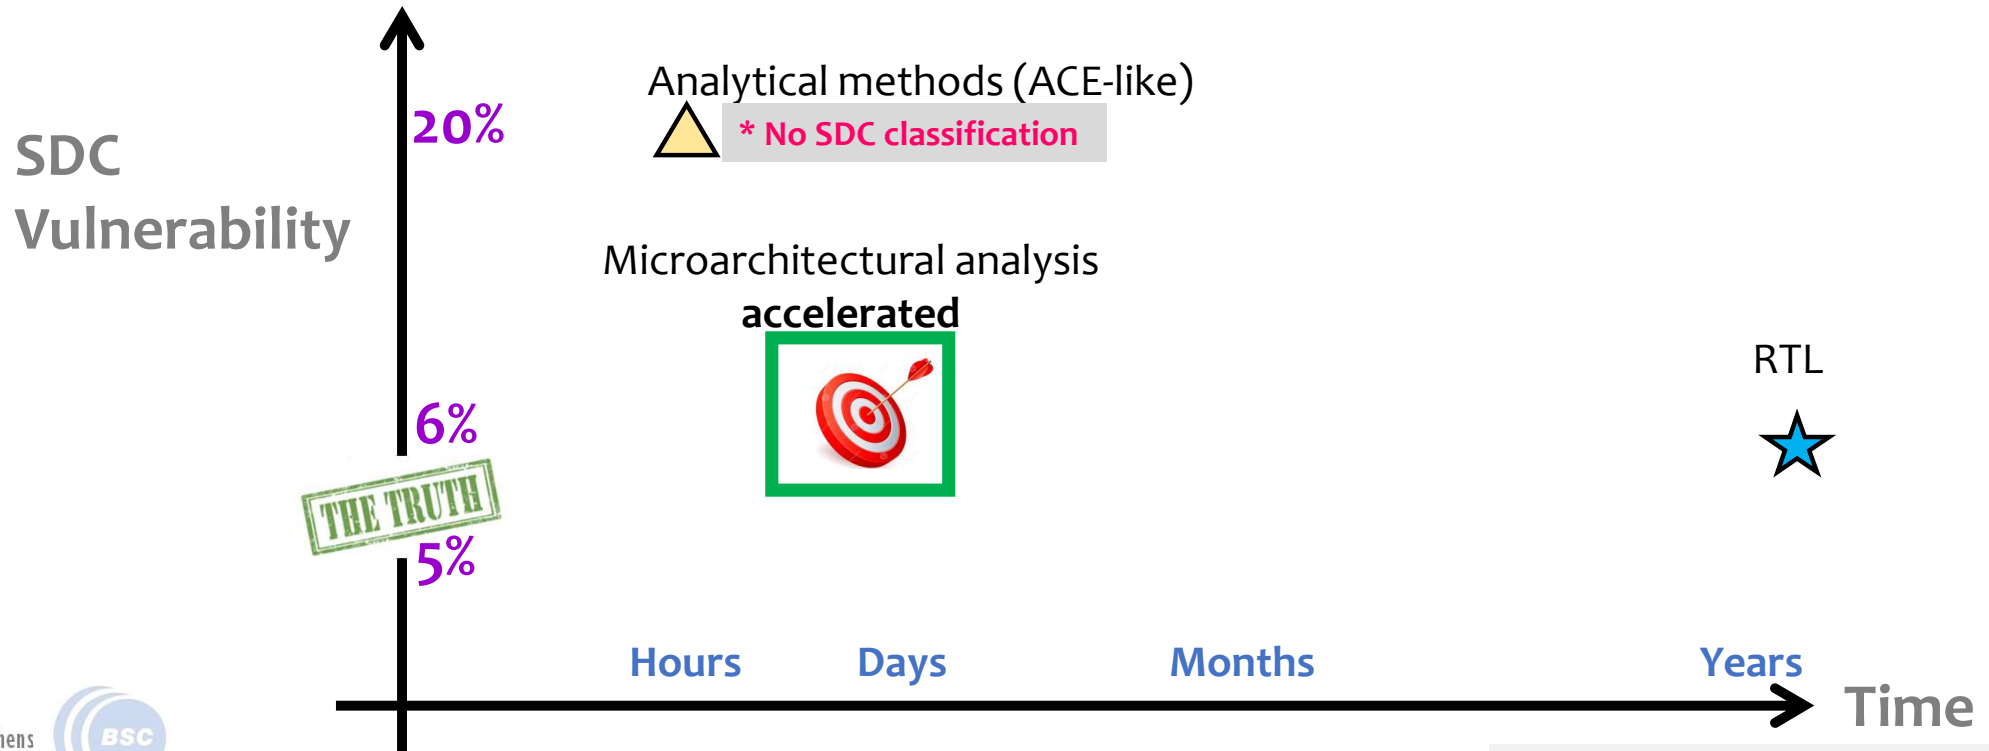 Analytical methods (ACE-like)
20%
* No SDC classification
SDC
Vulnerability
Microarchitectural analysis
accelerated
RTL
6%
THE TRUTH
5%
Hours
Days
Months
Years
Time
BSC